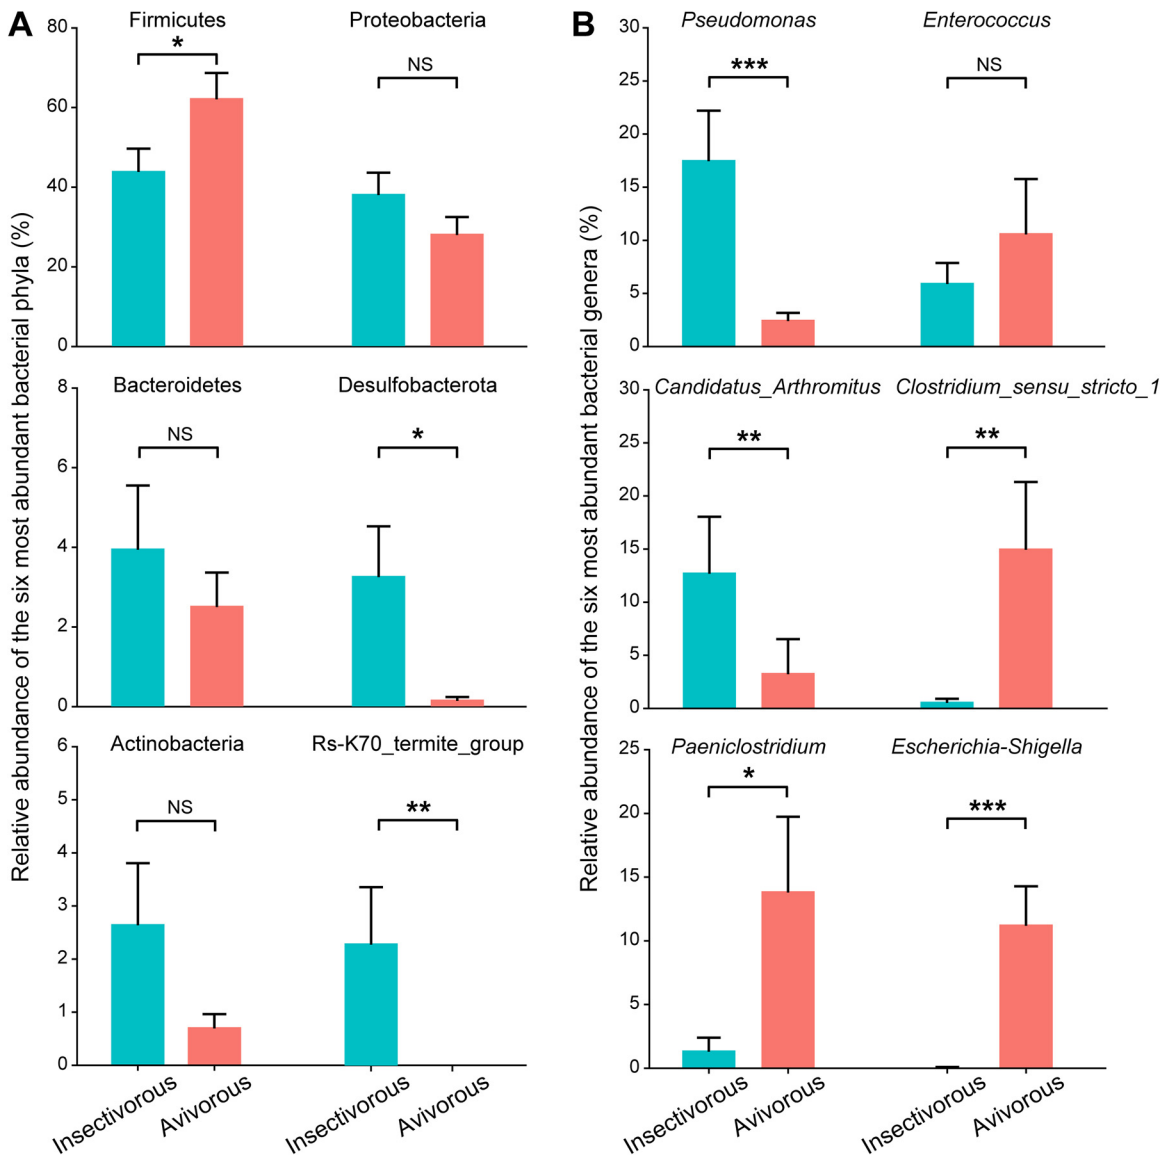 A
Firmicutes
Proteobacteria
80
60
40
20
0
*
NS
Bacteroidetes
Desulfobacterota
8
6
4
2
0
NS
*
Actinobacteria
Rs-K70_termite_group
6
5
4
3
2
1
0
NS
**
Insectivorous
Avivorous
Insectivorous
Avivorous
Relative abundance of the six most abundant bacterial phyla (%)
B
Pseudomonas
Enterococcus
30
25
20
15
10
5
0
***
NS
Candidatus_Arthromitus
Clostridium_sensu_stricto_1
30
25
20
15
10
5
0
**
**
Paeniclostridium
Escherichia-Shigella
25
20
15
10
5
0
*
***
Insectivorous
Avivorous
Insectivorous
Avivorous
Relative abundance of the six most abundant bacterial genera (%)